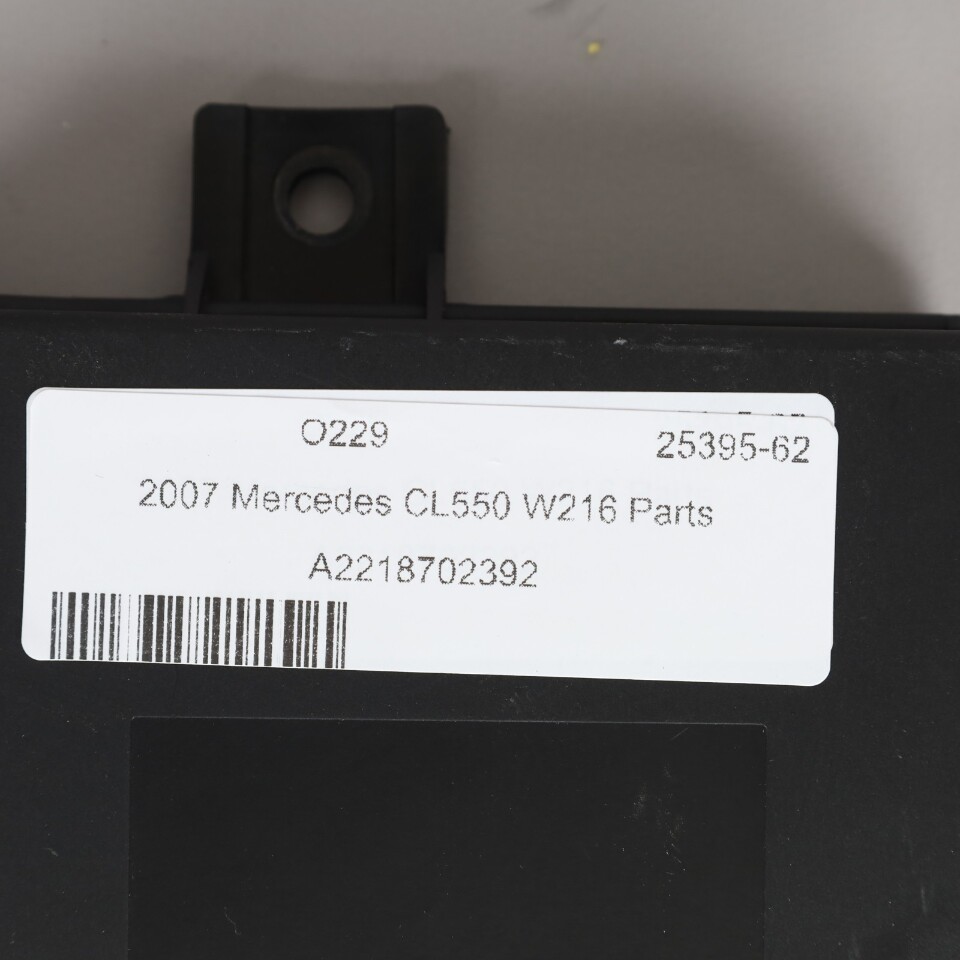 O229
25395-62
2007 Mercedes CL550 W216 Parts
A2218702392